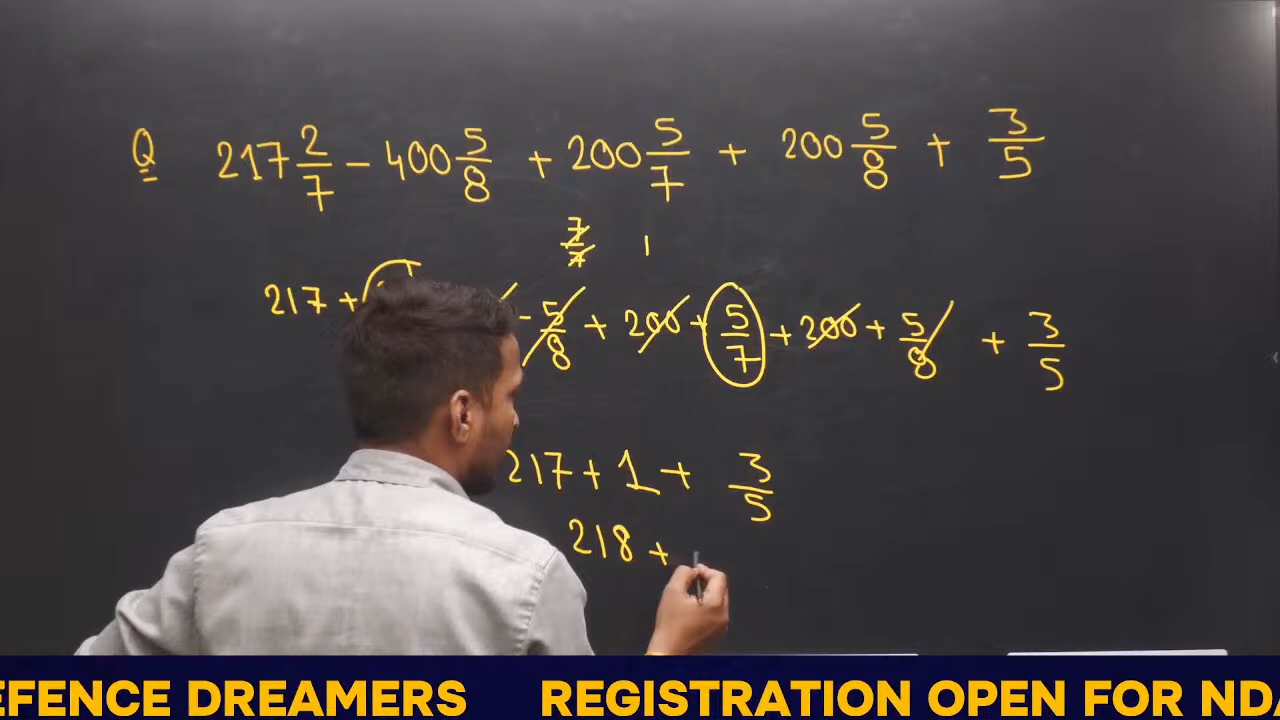 Q 217 2/7 - 400 5/8 + 200 5/7 + 200 5/8 + 3/5
7/7 1
217 + - 5/8 + 200 + 5/7 + 200 + 5/8 + 3/5
217 + 1 + 3/5
218 +
EFENCE DREAMERS REGISTRATION OPEN FOR NDA